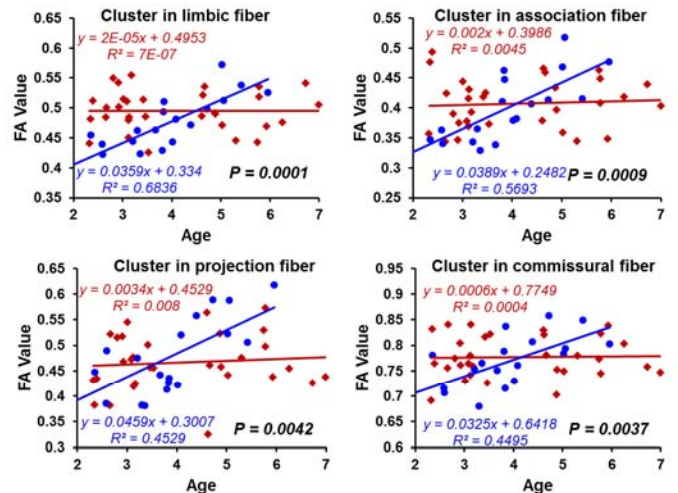 Cluster in limbic fiber
y = 2E-05x + 0.4953
R² = 7E-07
0.65
0.6
0.55
0.5
0.45
0.4
0.35
FA Value
y = 0.0359x + 0.334
R² = 0.6836
P = 0.0001
2 3 4 5 6 7
Age
Cluster in association fiber
y = 0.002x + 0.3986
R² = 0.0045
0.55
0.5
0.45
0.4
0.35
0.3
0.25
FA Value
y = 0.0389x + 0.2482
R² = 0.5693
P = 0.0009
2 3 4 5 6 7
Age
Cluster in projection fiber
y = 0.0034x + 0.4529
R² = 0.008
0.65
0.6
0.55
0.5
0.45
0.4
0.35
0.3
FA Value
y = 0.0459x + 0.3007
R² = 0.4529
P = 0.0042
2 3 4 5 6 7
Age
Cluster in commissural fiber
y = 0.0006x + 0.7749
R² = 0.0004
0.95
0.9
0.85
0.8
0.75
0.7
0.65
0.6
FA Value
y = 0.0325x + 0.6418
R² = 0.4495
P = 0.0037
2 3 4 5 6 7
Age